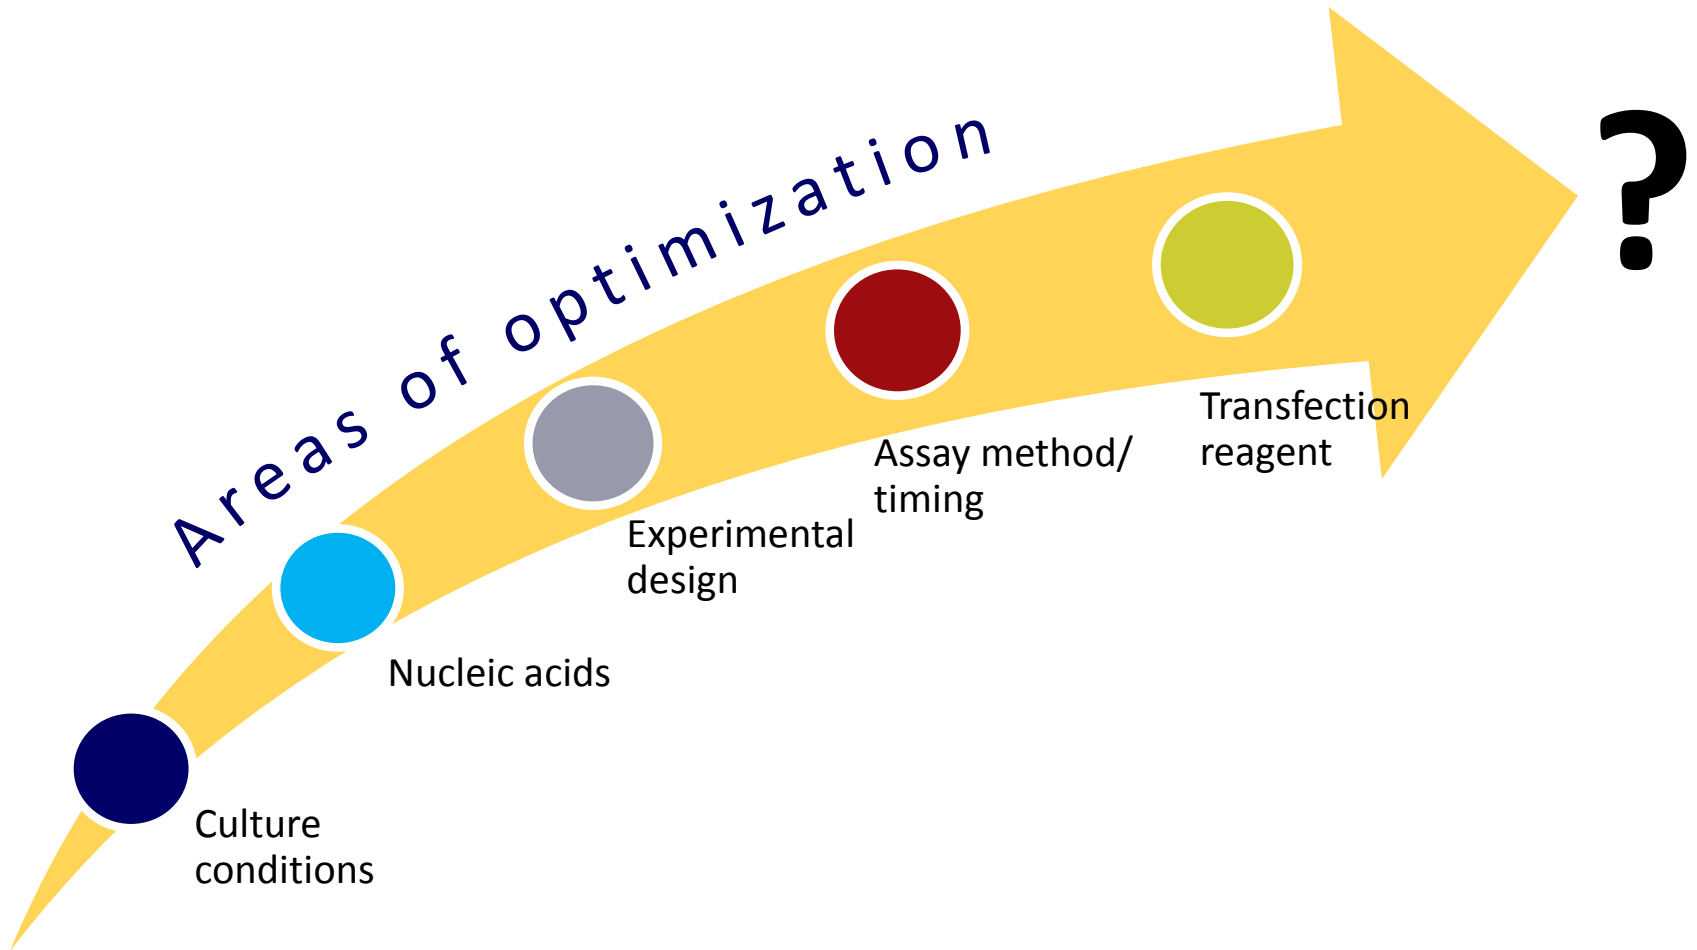 Areas of optimization
?
Transfection
reagent
Assay method/
timing
Experimental
design
Nucleic acids
Culture
conditions